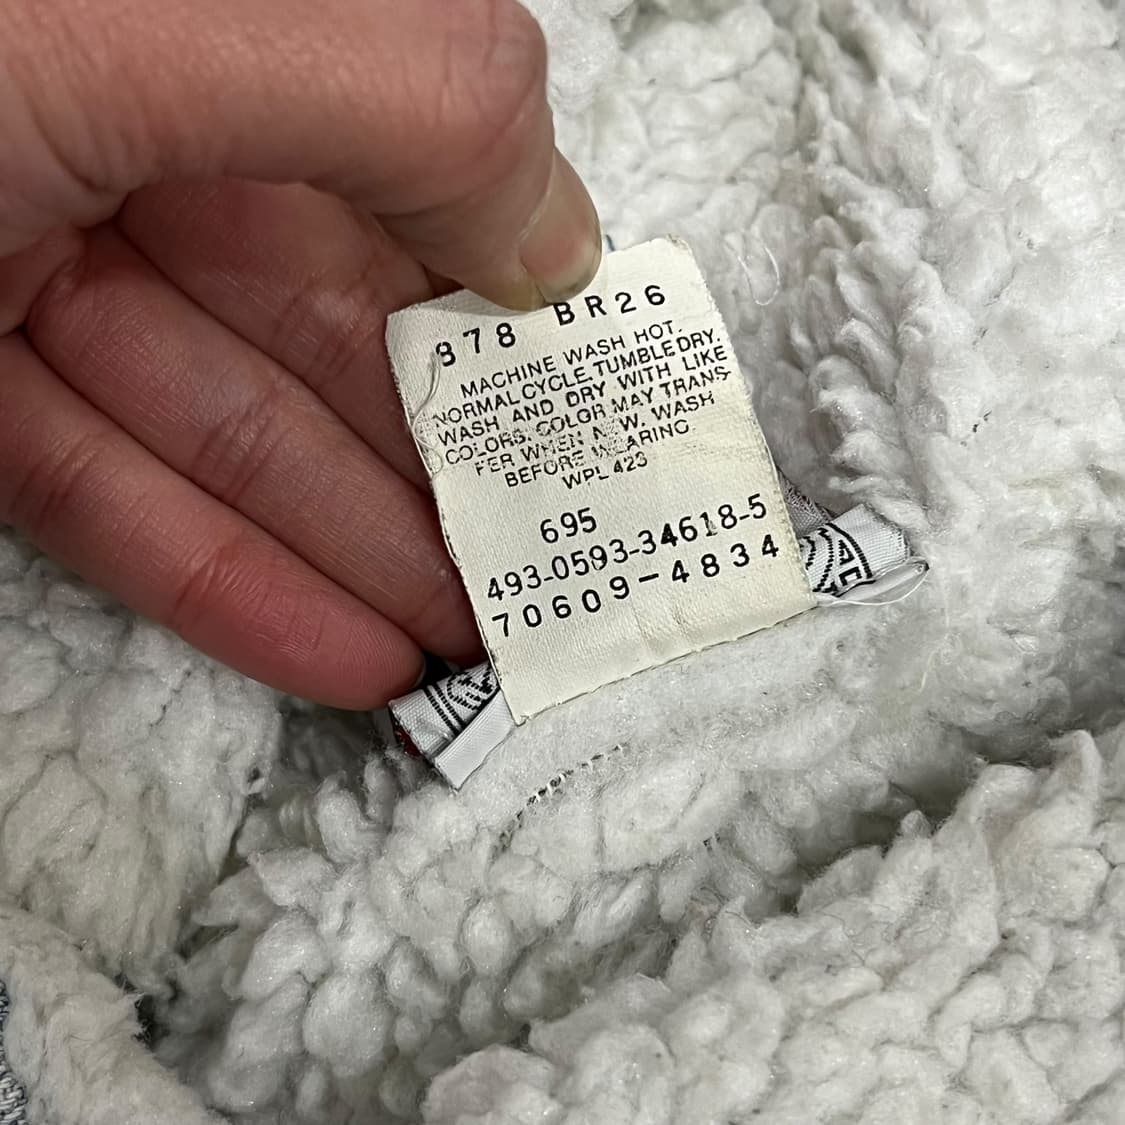 878 BR26
MACHINE WASH HOT.
NORMAL CYCLE. TUMBLE DRY.
WASH AND DRY WITH LIKE
COLORS. COLOR MAY TRANS-
FER WHEN N W. WASH
BEFORE WEARING
WPL 423
695
493-0593-34618-5
70609-4834